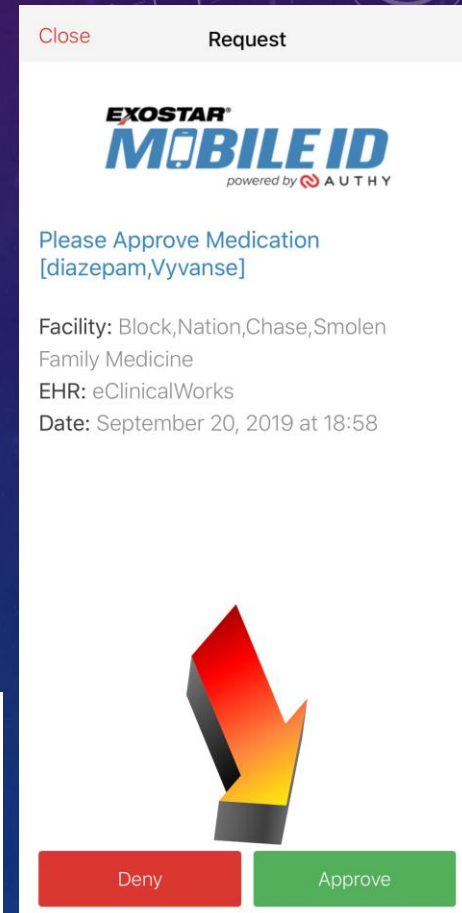 Close
Request
EXOSTAR®
MOBILE ID
powered by AUTHY
Please Approve Medication
[diazepam,Vyvanse]
Facility: Block,Nation,Chase,Smolen
Family Medicine
EHR: eClinicalWorks
Date: September 20, 2019 at 18:58
Deny
Approve